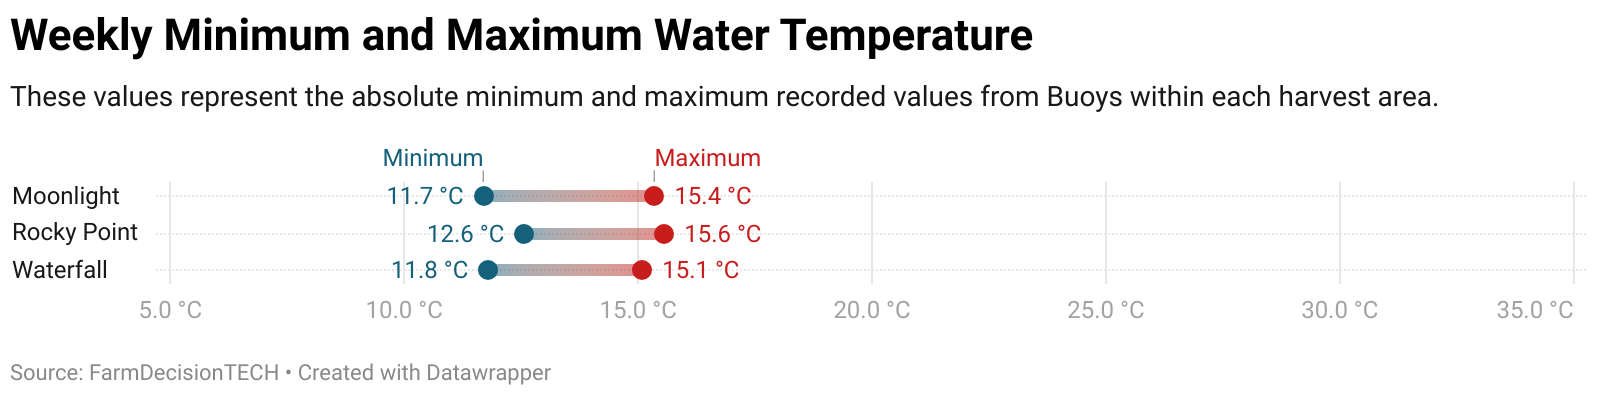 Weekly Minimum and Maximum Water Temperature
These values represent the absolute minimum and maximum recorded values from Buoys within each harvest area.
Minimum Maximum
Moonlight 11.7 °C 15.4 °C
Rocky Point 12.6 °C 15.6 °C
Waterfall 11.8 °C 15.1 °C
5.0 °C 10.0 °C 15.0 °C 20.0 °C 25.0 °C 30.0 °C 35.0 °C
Source: FarmDecisionTECH • Created with Datawrapper